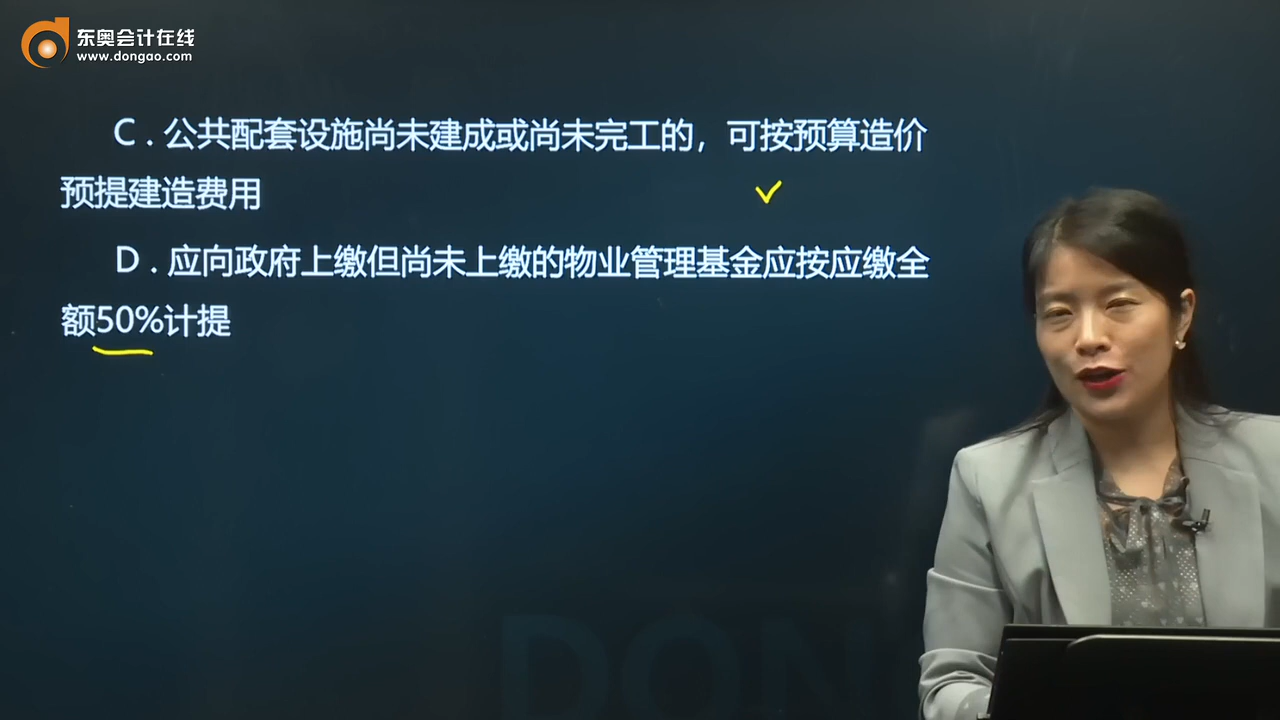 东奥会计在线
www.dongao.com
C．公共配套设施尚未建成或尚未完工的，可按预算造价
预提建造费用
D．应向政府上缴但尚未上缴的物业管理基金应按应缴全
额50%计提
DON